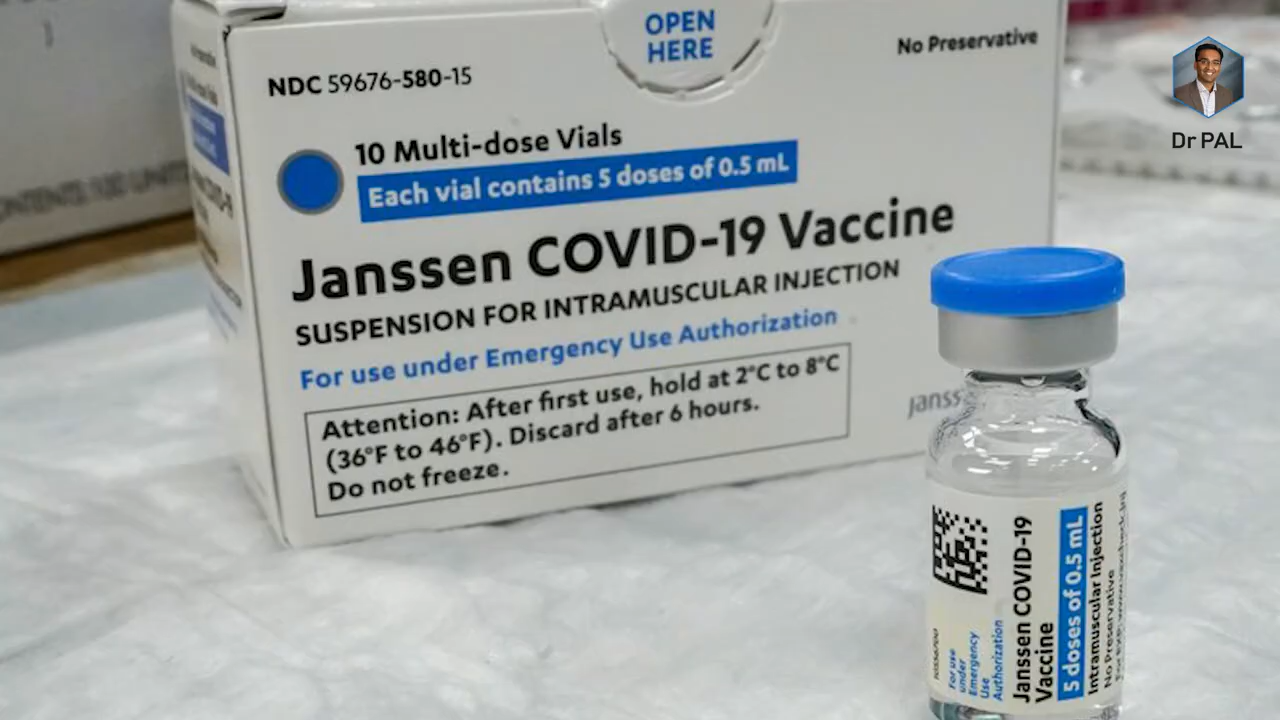 OPEN
HERE
No Preservative
NDC 59676-580-15
10 Multi-dose Vials
Each vial contains 5 doses of 0.5 mL
Janssen COVID-19 Vaccine
SUSPENSION FOR INTRAMUSCULAR INJECTION
For use under Emergency Use Authorization
Attention: After first use, hold at 2°C to 8°C
(36°F to 46°F). Discard after 6 hours.
Do not freeze.
Dr PAL
For use
under
Emergency
Use
Authorization
Janssen COVID-19
Vaccine
5 doses of 0.5 mL
Intramuscular Injection
No Preservative